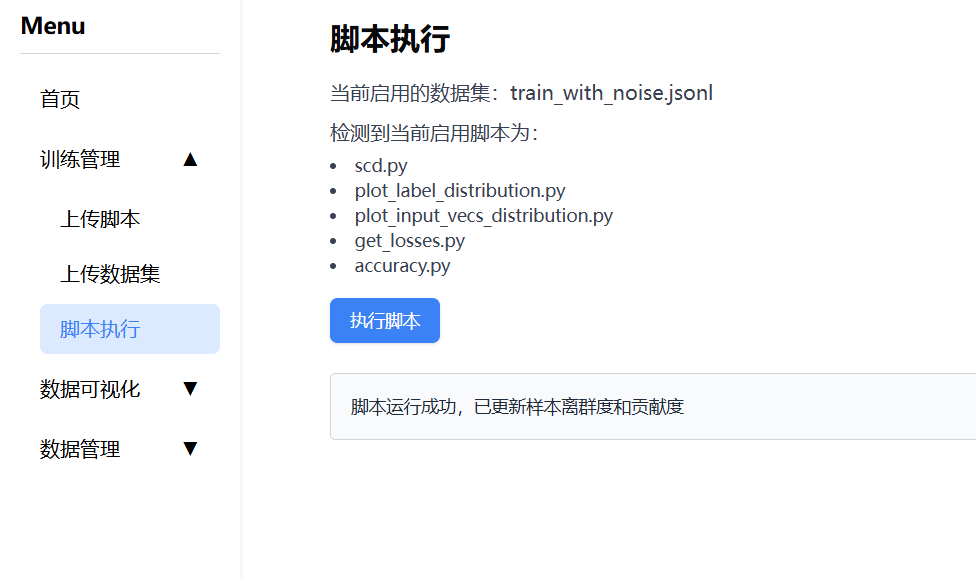 Menu
首页
训练管理 ▲
上传脚本
上传数据集
脚本执行
数据可视化 ▼
数据管理 ▼
脚本执行
当前启用的数据集：train_with_noise.jsonl
检测到当前启用脚本为：
• scd.py
• plot_label_distribution.py
• plot_input_vecs_distribution.py
• get_losses.py
• accuracy.py
执行脚本
脚本运行成功，已更新样本离群度和贡献度